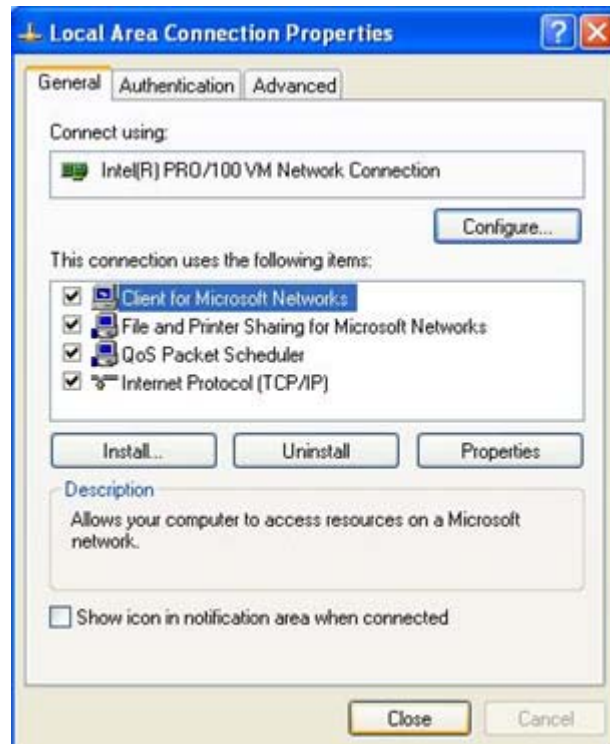 Local Area Connection Properties
General Authentication Advanced
Connect using:
Intel(R) PRO/100 VM Network Connection
Configure...
This connection uses the following items:
Client for Microsoft Networks
File and Printer Sharing for Microsoft Networks
QoS Packet Scheduler
Internet Protocol (TCP/IP)
Install... Uninstall Properties
Description
Allows your computer to access resources on a Microsoft
network.
Show icon in notification area when connected
Close Cancel